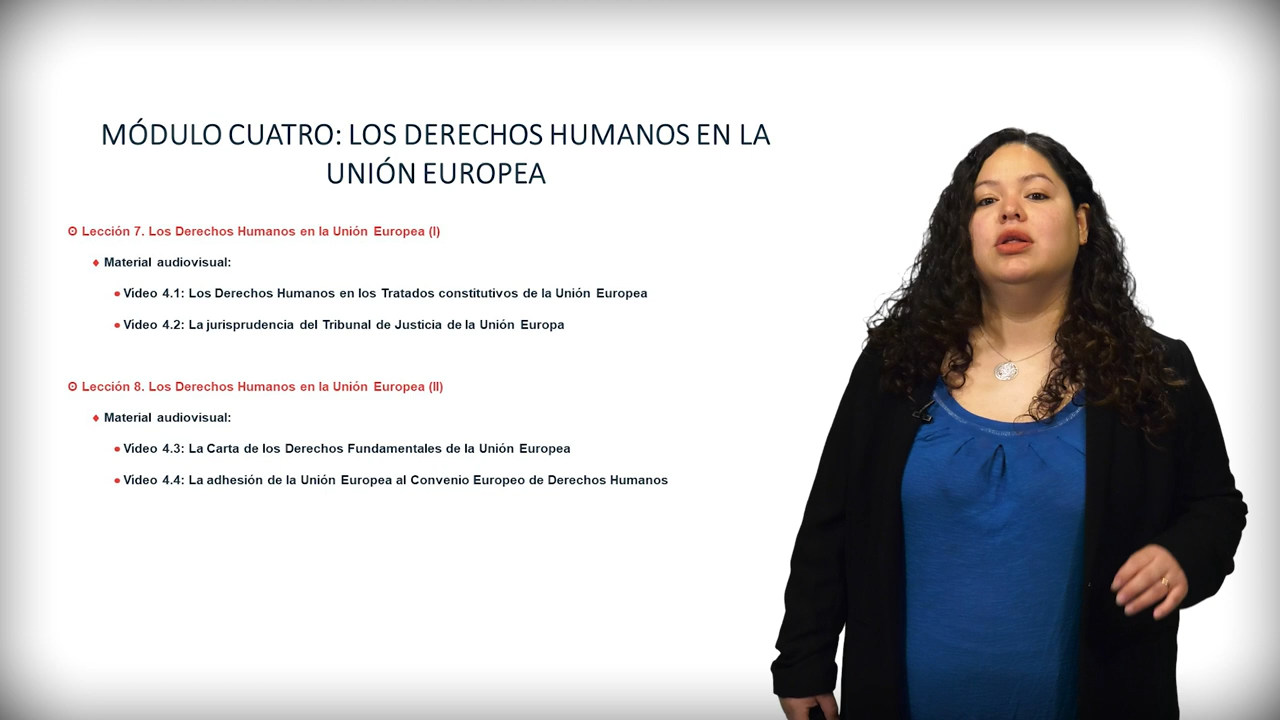 MÓDULO CUATRO: LOS DERECHOS HUMANOS EN LA
UNIÓN EUROPEA
Lección 7. Los Derechos Humanos en la Unión Europea (I)
Material audiovisual:
Video 4.1: Los Derechos Humanos en los Tratados constitutivos de la Unión Europea
Video 4.2: La jurisprudencia del Tribunal de Justicia de la Unión Europa
Lección 8. Los Derechos Humanos en la Unión Europea (II)
Material audiovisual:
Video 4.3: La Carta de los Derechos Fundamentales de la Unión Europea
Video 4.4: La adhesión de la Unión Europea al Convenio Europeo de Derechos Humanos